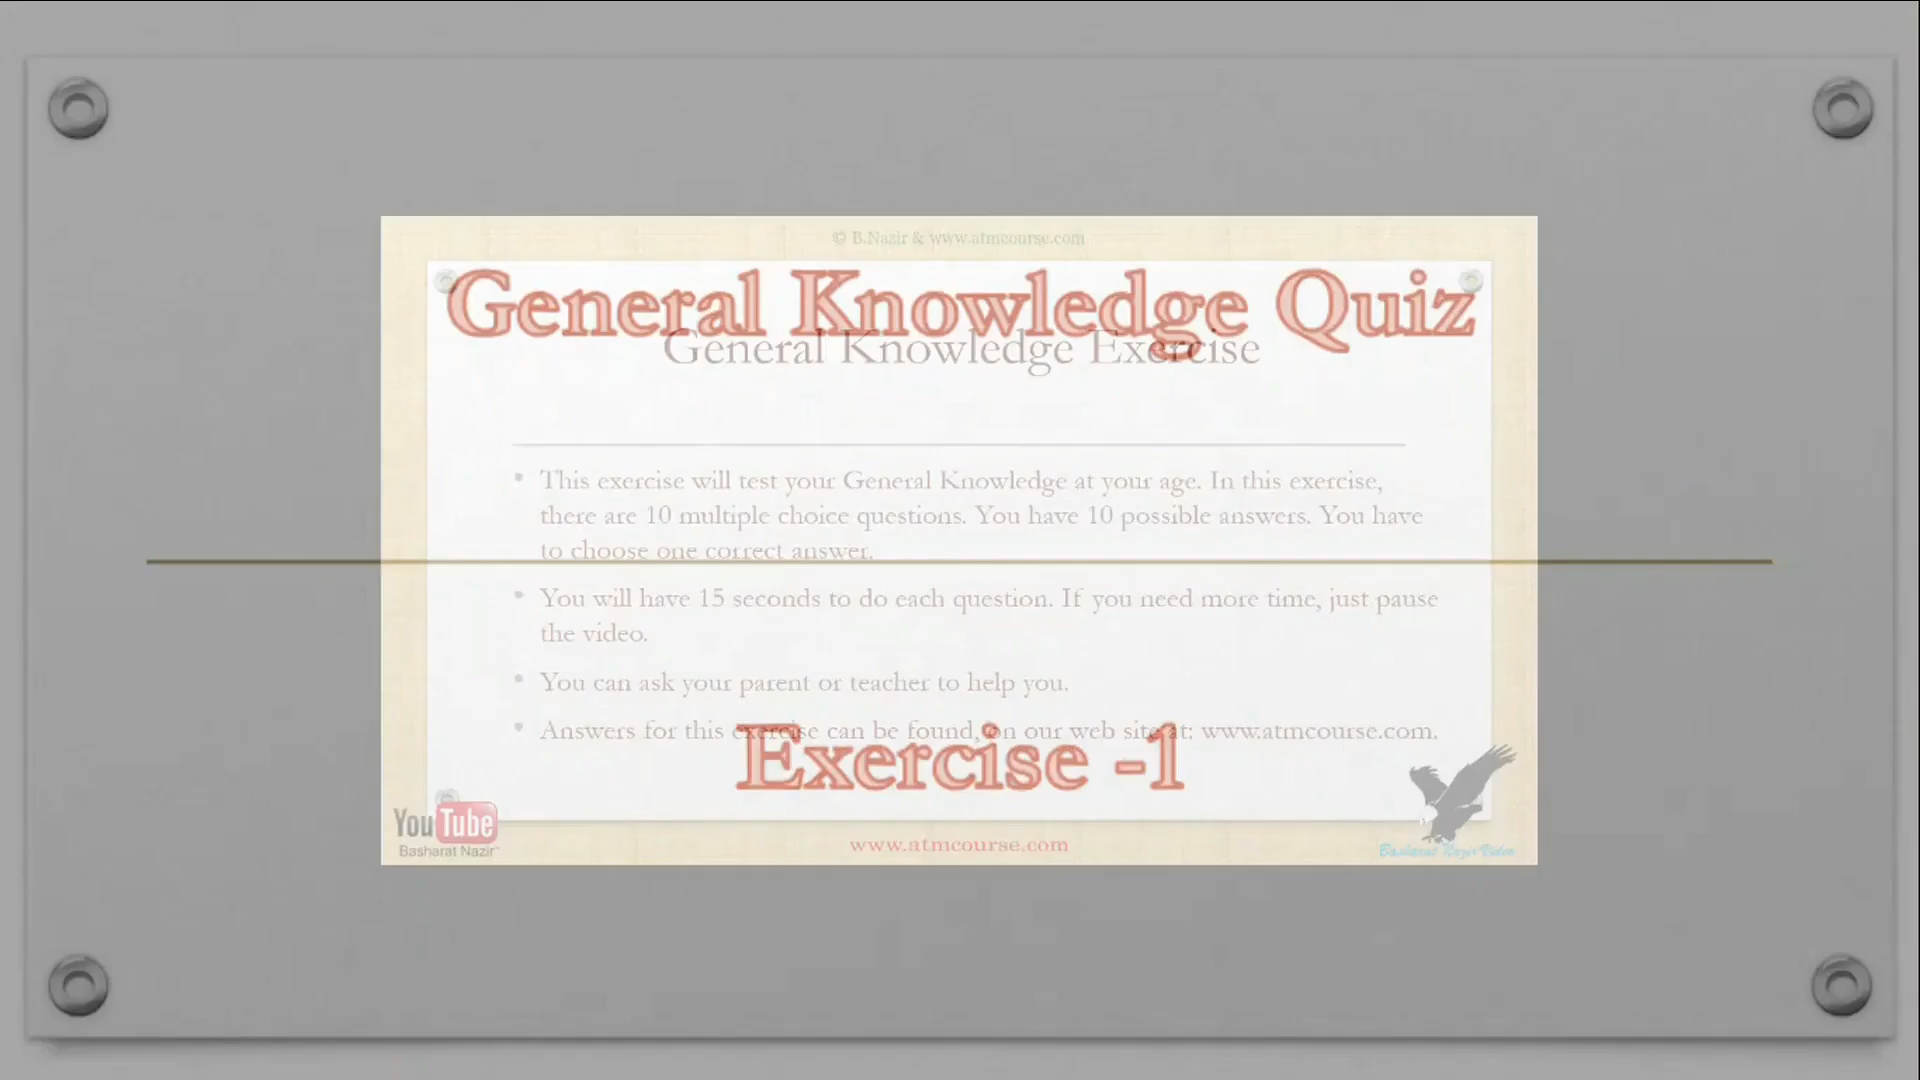 © B.Nazir & www.atmcourse.com
General Knowledge Quiz
General Knowledge Exercise
• This exercise will test your General Knowledge at your age. In this exercise,
there are 10 multiple choice questions. You have 10 possible answers. You have
to choose one correct answer.
• You will have 15 seconds to do each question. If you need more time, just pause
the video.
• You can ask your parent or teacher to help you.
• Answers for this exercise can be found, on our web site at: www.atmcourse.com.
Exercise -1
YouTube
Basharat Nazir
www.atmcourse.com
Basharat Nazir Video